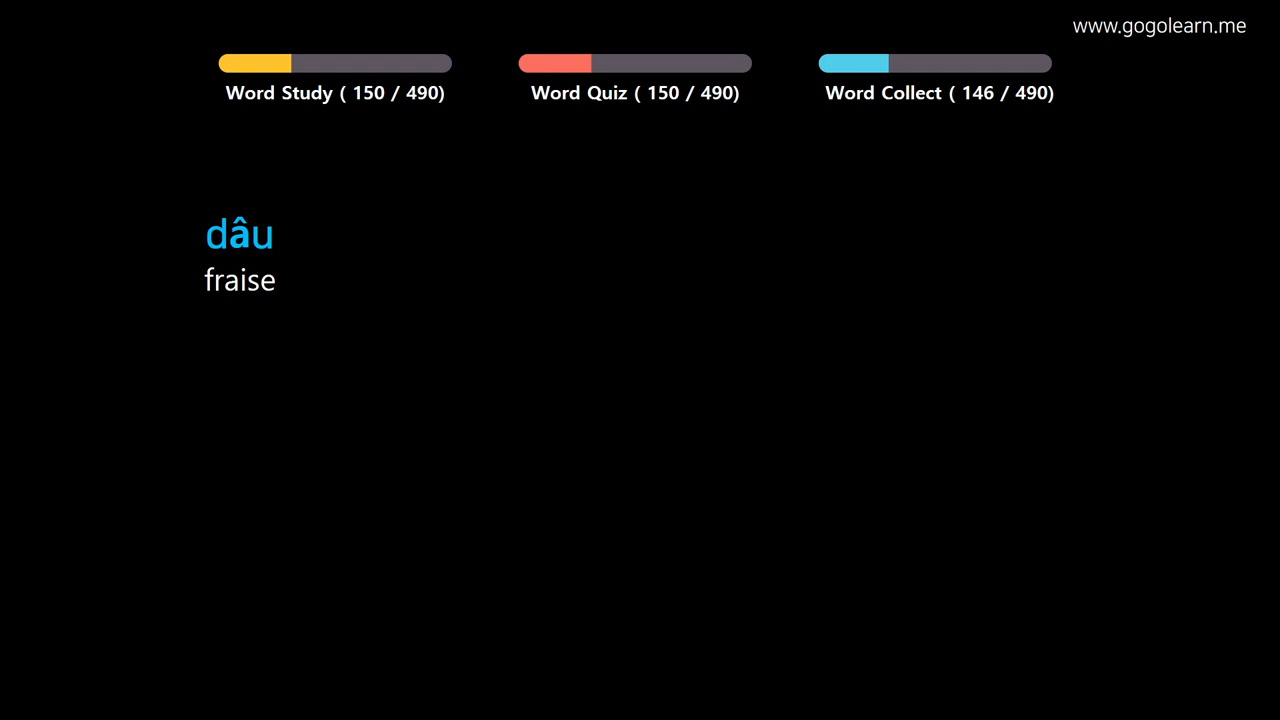 www.gogolearn.me
Word Study ( 150 / 490)
Word Quiz ( 150 / 490)
Word Collect ( 146 / 490)
dâu
fraise